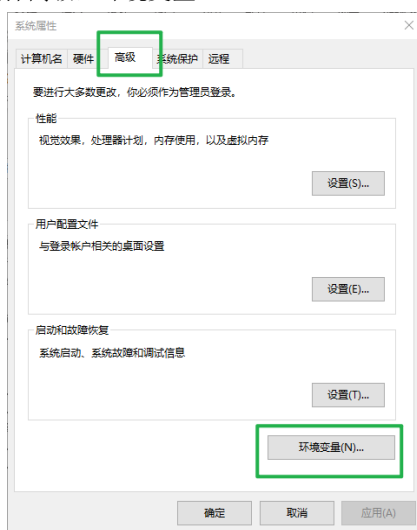 系统属性
计算机名 硬件 高级 系统保护 远程
要进行大多数更改，你必须作为管理员登录。
性能
视觉效果，处理器计划，内存使用，以及虚拟内存
设置(S)...
用户配置文件
与登录帐户相关的桌面设置
设置(E)...
启动和故障恢复
系统启动、系统故障和调试信息
设置(T)...
环境变量(N)...
确定 取消 应用(A)